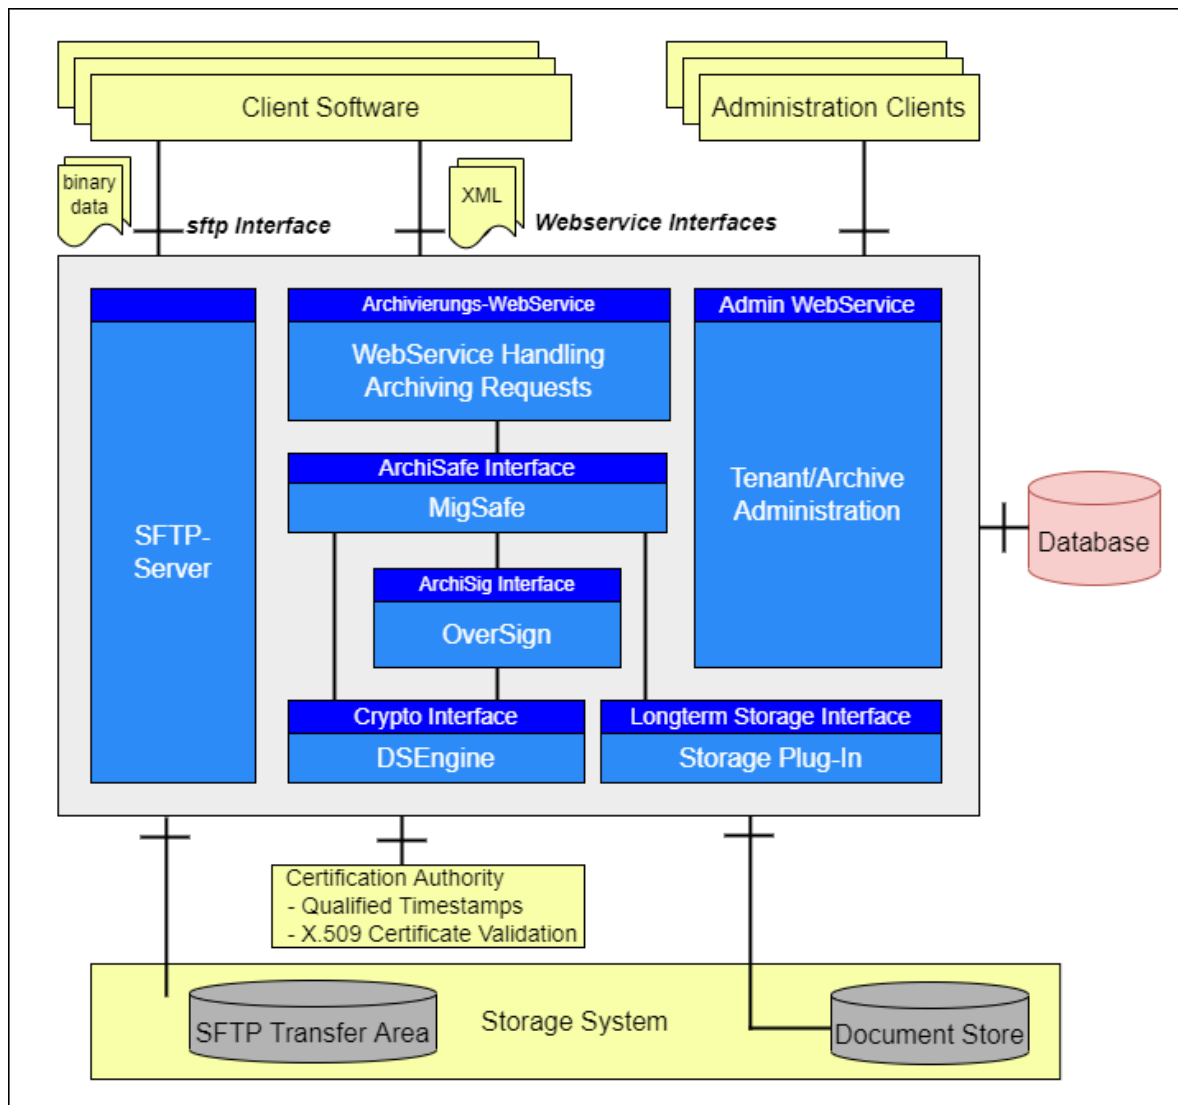 Client Software
Administration Clients
binary
data
sftp Interface
XML
Webservice Interfaces
Archivierungs-WebService
WebService Handling
Archiving Requests
Admin WebService
Tenant/Archive
Administration
ArchiSafe Interface
MigSafe
SFTP-
Server
ArchiSig Interface
OverSign
Database
Crypto Interface
DSEngine
Longterm Storage Interface
Storage Plug-In
Certification Authority
- Qualified Timestamps
- X.509 Certificate Validation
SFTP Transfer Area
Storage System
Document Store